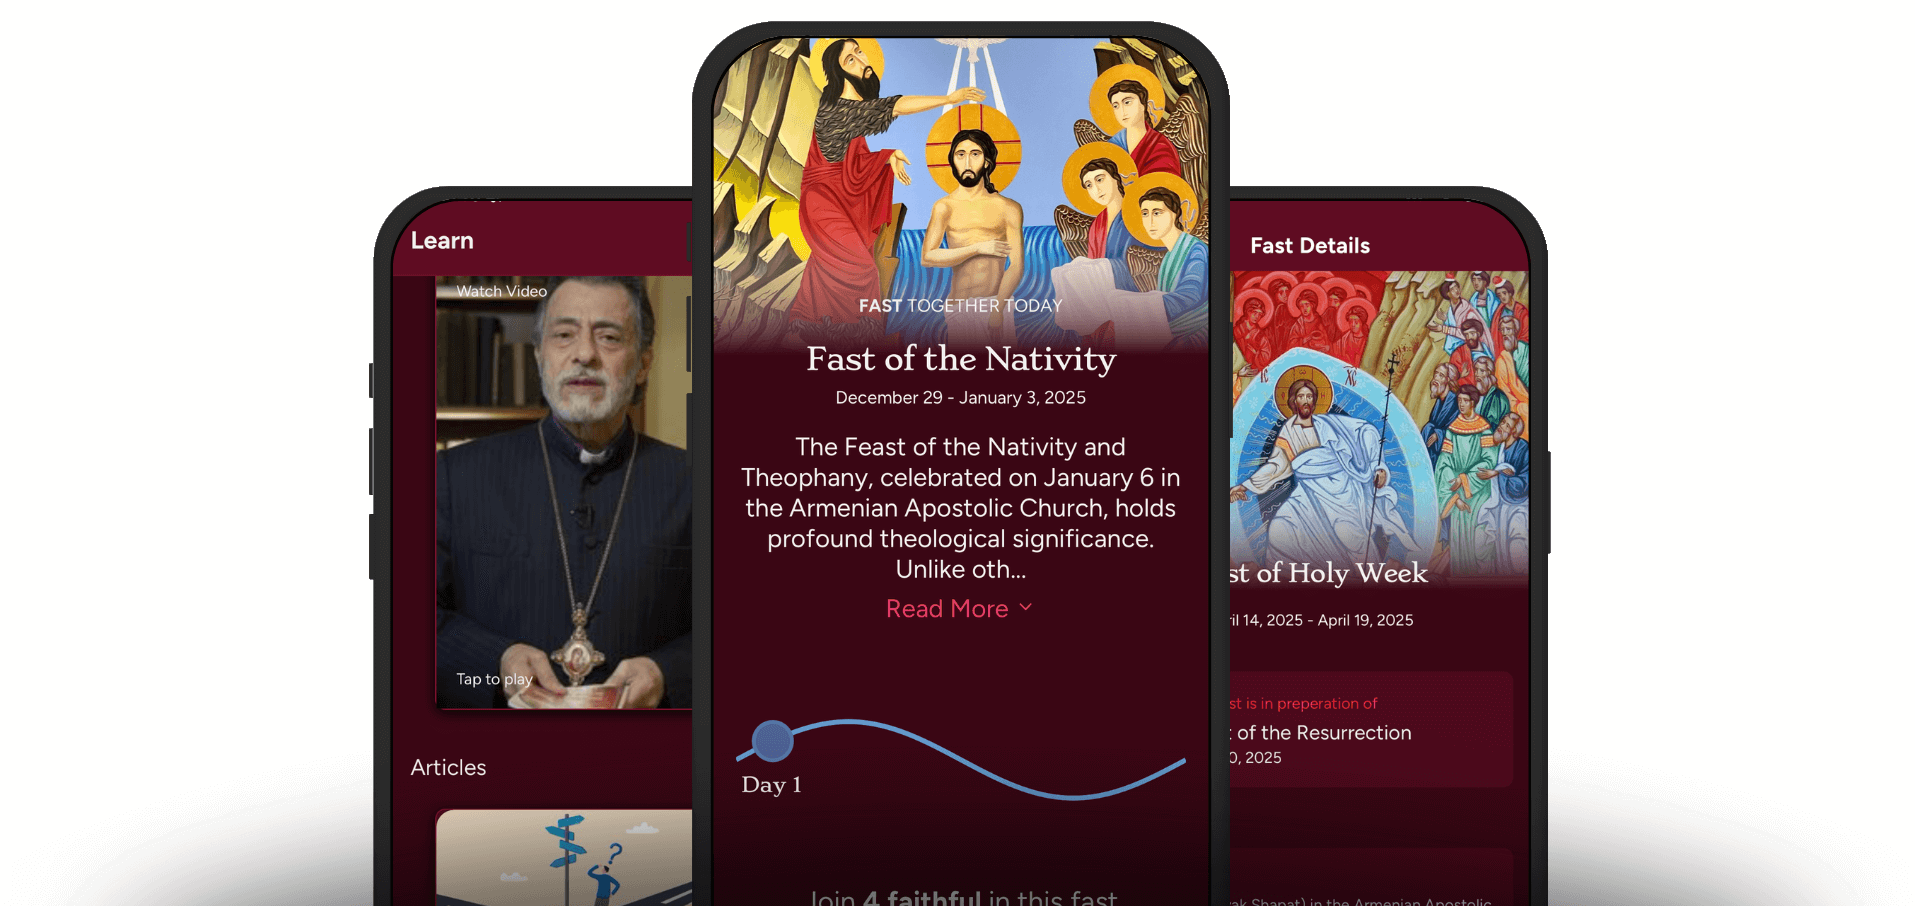 Learn
Watch Video
Tap to play
Articles
FAST TOGETHER TODAY
Fast of the Nativity
December 29 - January 3, 2025
The Feast of the Nativity and
Theophany, celebrated on January 6 in
the Armenian Apostolic Church, holds
profound theological significance.
Unlike oth...
Read More
Day 1
Join 4 faithful in this fast
Fast Details
IC XC
st of Holy Week
ril 14, 2025 - April 19, 2025
st is in preperation of
t of the Resurrection
0, 2025
ak Shapat) in the Armenian Apostolic